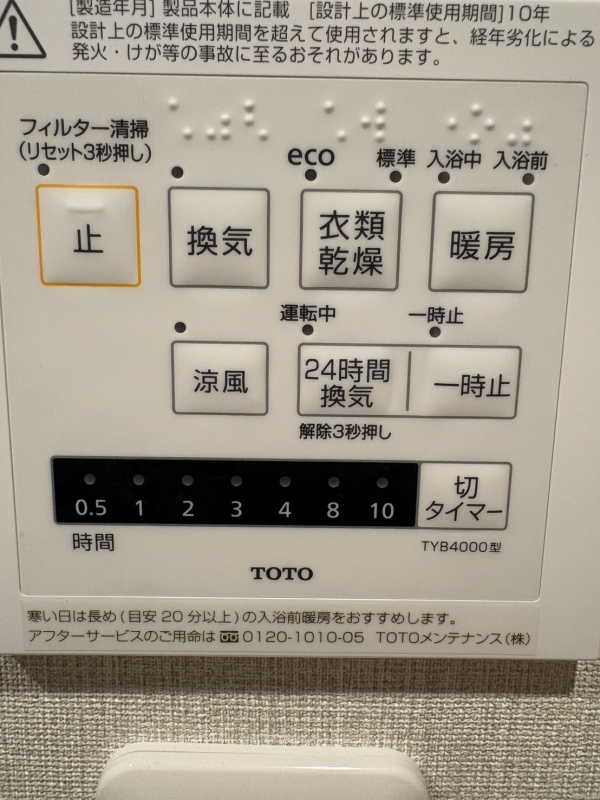 [製造年月] 製品本体に記載 [設計上の標準使用期間]10年
設計上の標準使用期間を超えて使用されますと、経年劣化による
発火・けが等の事故に至るおそれがあります。
フィルター清掃
(リセット3秒押し)
eco
標準
入浴中
入浴前
止
換気
衣類
乾燥
暖房
運転中
一時止
涼風
24時間
換気
一時止
解除3秒押し
0.5 1 2 3 4 8 10
切
タイマー
時間
TYB4000型
TOTO
寒い日は長め(目安20分以上)の入浴前暖房をおすすめします。
アフターサービスのご用命は 0120-1010-05 TOTOメンテナンス(株)